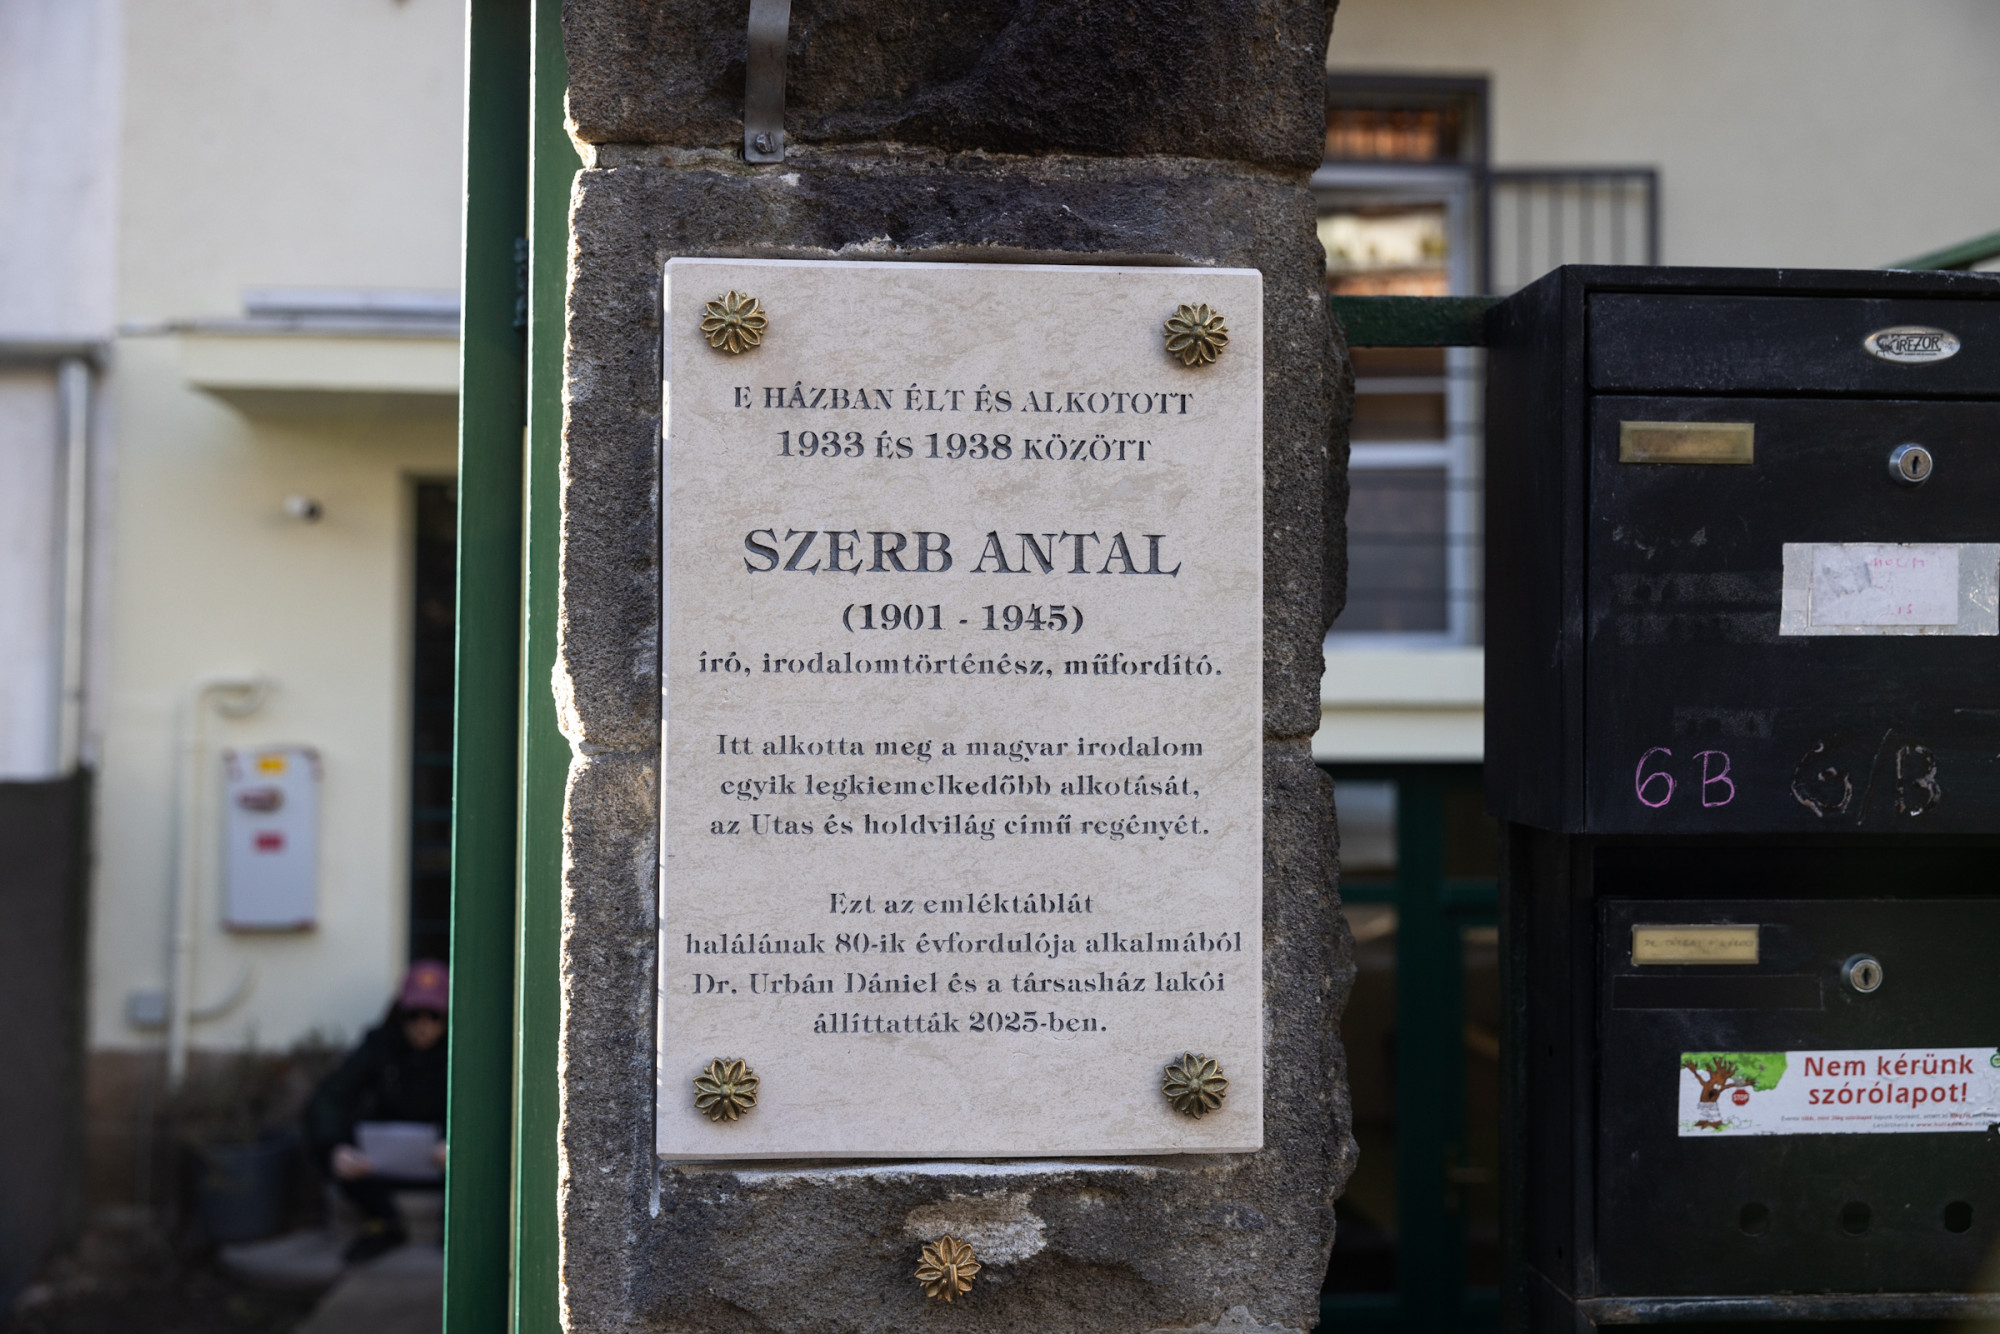 E HÁZBAN ÉLT ÉS ALKOTOTT
1933 ÉS 1938 KÖZÖTT
SZERB ANTAL
(1901 - 1945)
író, irodalomtörténész, műfordító.
Itt alkotta meg a magyar irodalom
egyik legkiemelkedőbb alkotását,
az Utas és holdvilág című regényét.
Ezt az emléktáblát
halálának 80-ik évfordulója alkalmából
Dr. Urbán Dániel és a társasház lakói
állíttatták 2025-ben.
6B
6/B
STOP
Nem kérünk
szórólapot!